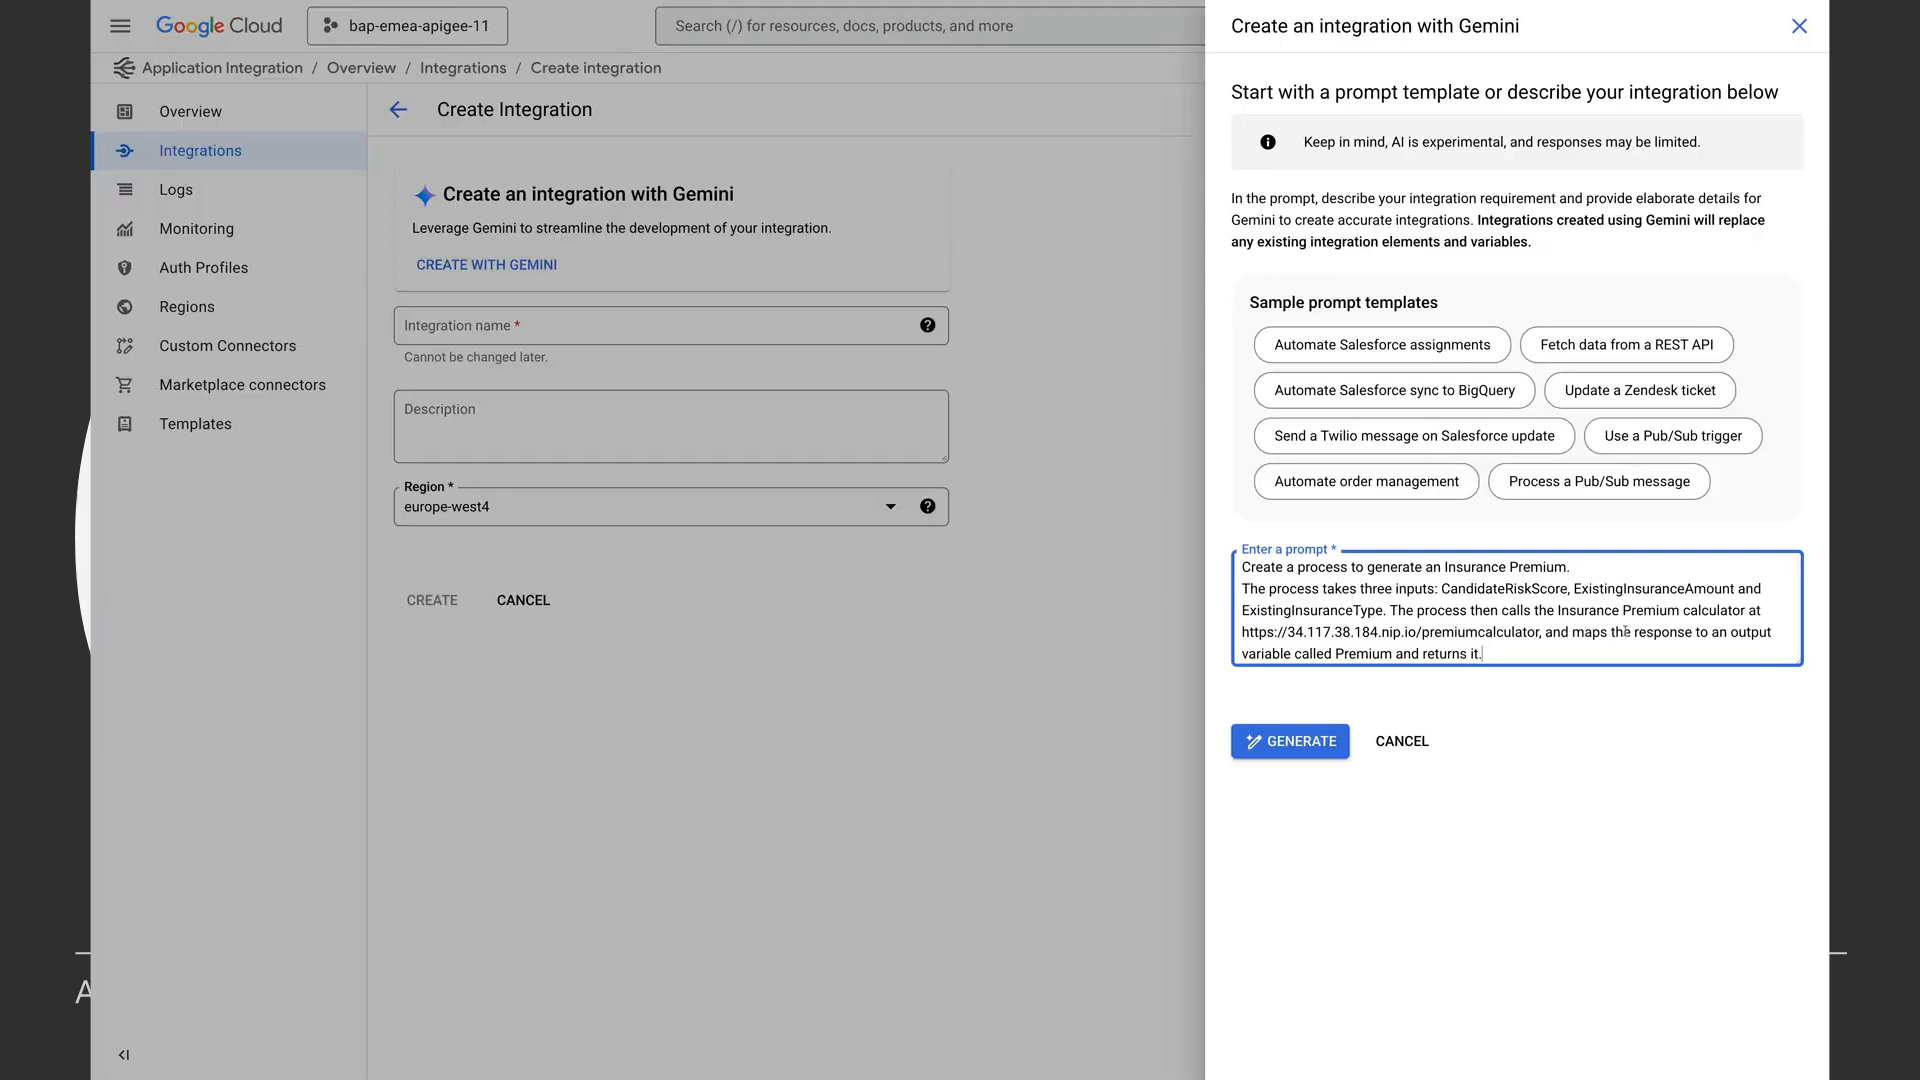 Google Cloud
bap-emea-apigee-11
Search (/) for resources, docs, products, and more
Application Integration / Overview / Integrations / Create integration
Overview
Integrations
Logs
Monitoring
Auth Profiles
Regions
Custom Connectors
Marketplace connectors
Templates
Create Integration
Create an integration with Gemini
Leverage Gemini to streamline the development of your integration.
CREATE WITH GEMINI
Integration name *
Cannot be changed later.
Description
Region *
europe-west4
CREATE CANCEL
Create an integration with Gemini
Start with a prompt template or describe your integration below
Keep in mind, AI is experimental, and responses may be limited.
In the prompt, describe your integration requirement and provide elaborate details for
Gemini to create accurate integrations. Integrations created using Gemini will replace
any existing integration elements and variables.
Sample prompt templates
Automate Salesforce assignments
Fetch data from a REST API
Automate Salesforce sync to BigQuery
Update a Zendesk ticket
Send a Twilio message on Salesforce update
Use a Pub/Sub trigger
Automate order management
Process a Pub/Sub message
Enter a prompt *
Create a process to generate an Insurance Premium.
The process takes three inputs: CandidateRiskScore, ExistingInsuranceAmount and
ExistingInsuranceType. The process then calls the Insurance Premium calculator at
https://34.117.38.184.nip.io/premiumcalculator, and maps the response to an output
variable called Premium and returns it.
GENERATE CANCEL